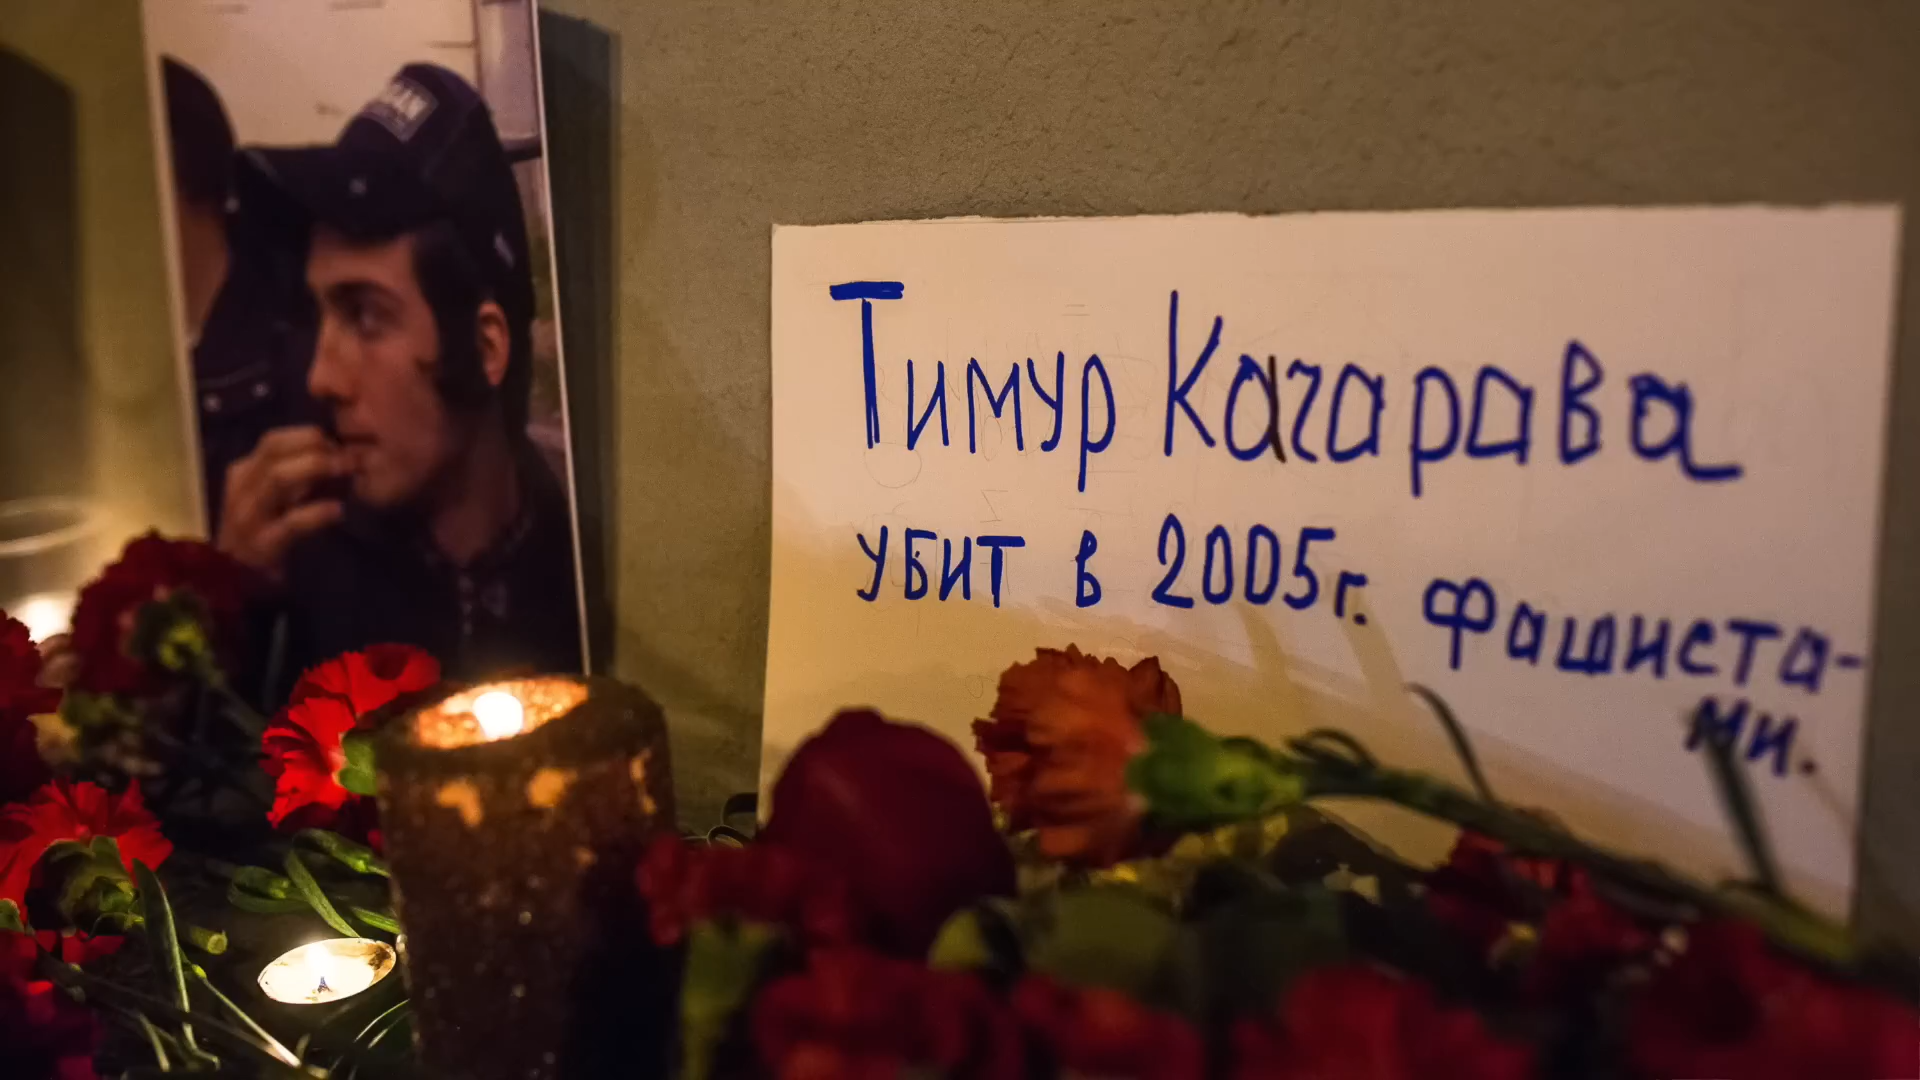 Тимур Качарава
убит в 2005г. фашиста-
ми.